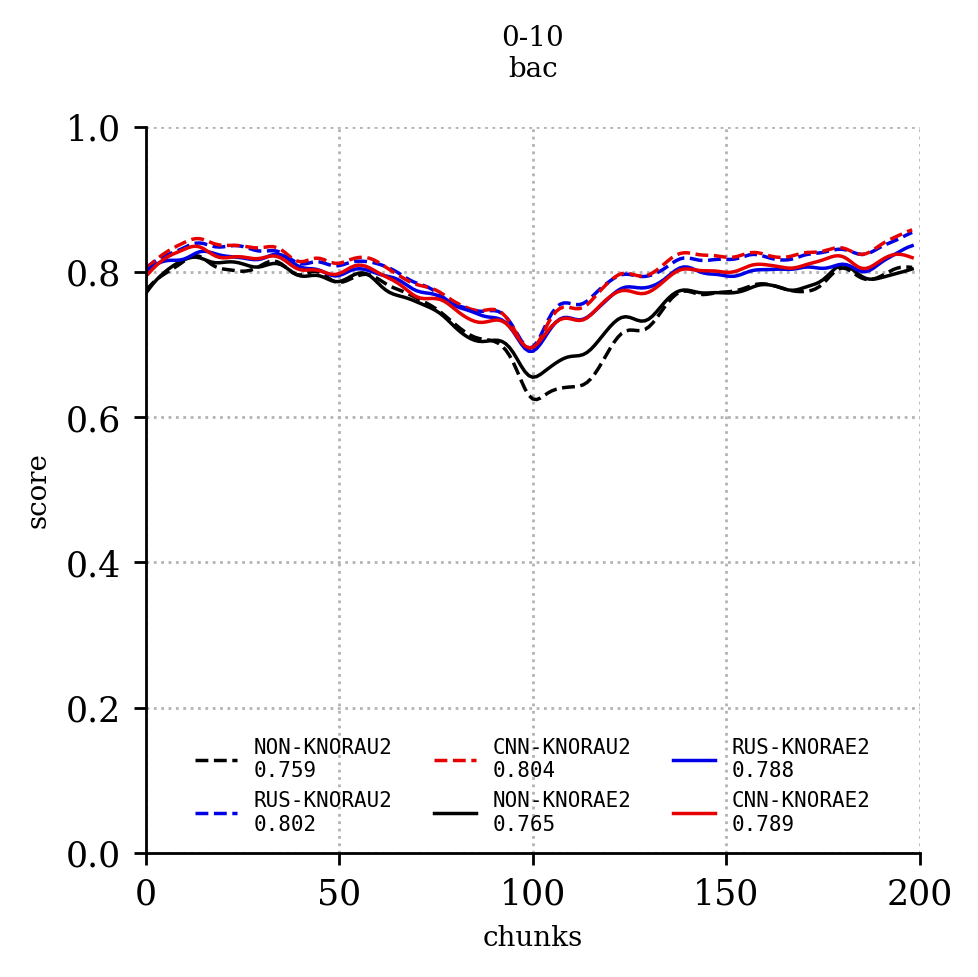 0-10
bac
1.0
0.8
0.6
0.4
0.2
0.0
score
NON-KNORAU2
0.759
RUS-KNORAU2
0.802
CNN-KNORAU2
0.804
NON-KNORAE2
0.765
RUS-KNORAE2
0.788
CNN-KNORAE2
0.789
0 50 100 150 200
chunks